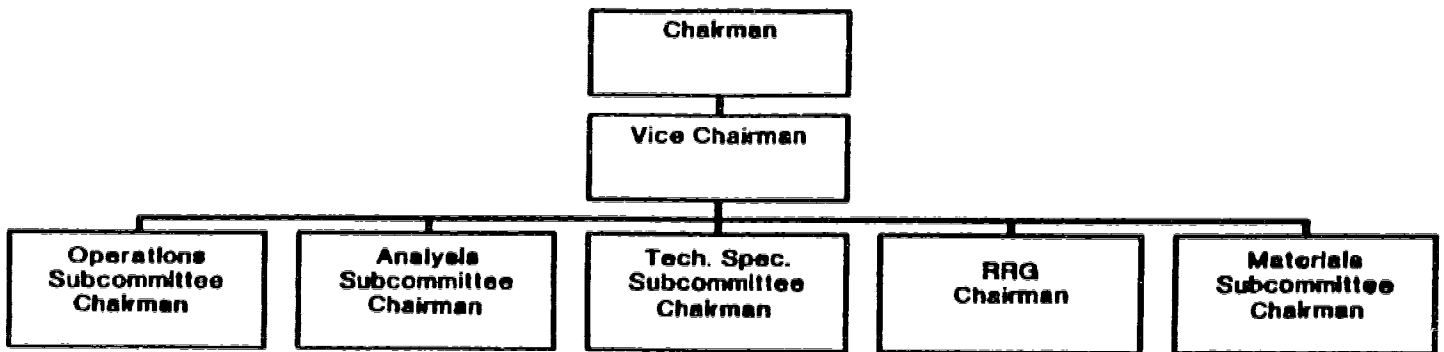 Chairman
Vice Chairman
Operations
Subcommittee
Chairman
Analysis
Subcommittee
Chairman
Tech. Spec.
Subcommittee
Chairman
RRG
Chairman
Materials
Subcommittee
Chairman